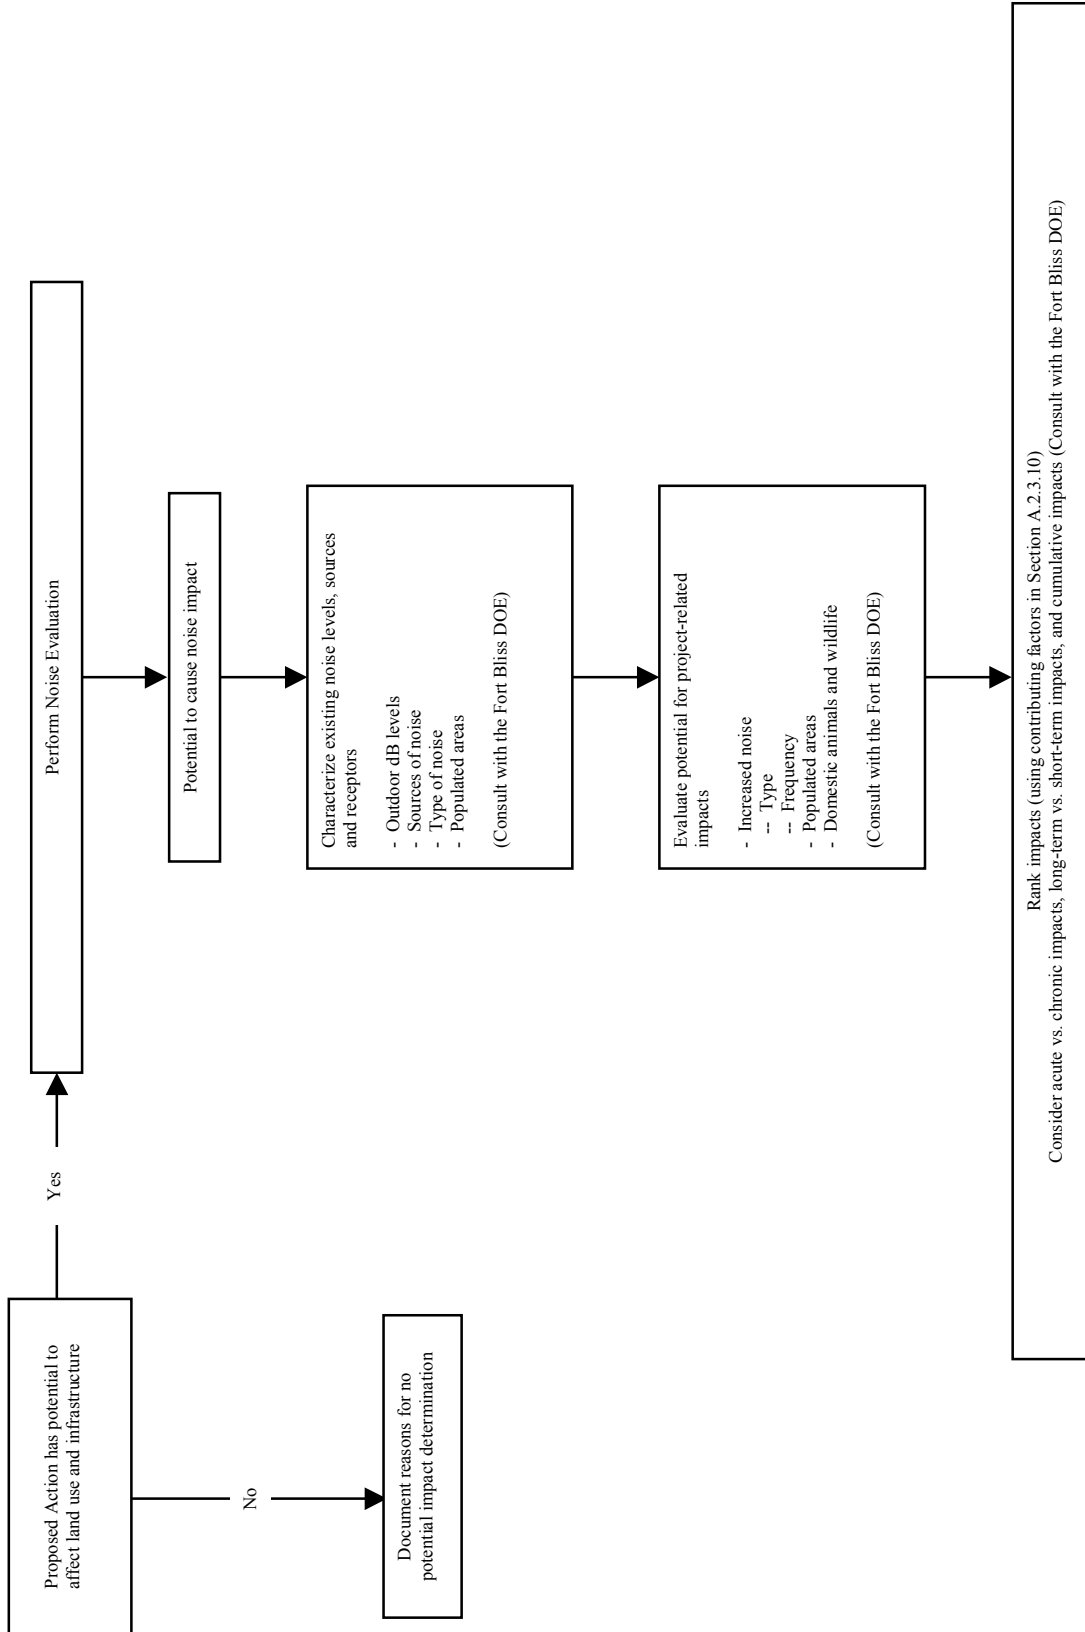 Proposed Action has potential to
affect land use and infrastructure
Yes
No
Document reasons for no
potential impact determination
Perform Noise Evaluation
Potential to cause noise impact
Characterize existing noise levels, sources
and receptors
- Outdoor dB levels
- Sources of noise
- Type of noise
- Populated areas
(Consult with the Fort Bliss DOE)
Evaluate potential for project-related
impacts
- Increased noise
-- Type
-- Frequency
- Populated areas
- Domestic animals and wildlife
(Consult with the Fort Bliss DOE)
Rank impacts (using contributing factors in Section A.2.3.10)
Consider acute vs. chronic impacts, long-term vs. short-term impacts, and cumulative impacts (Consult with the Fort Bliss DOE)